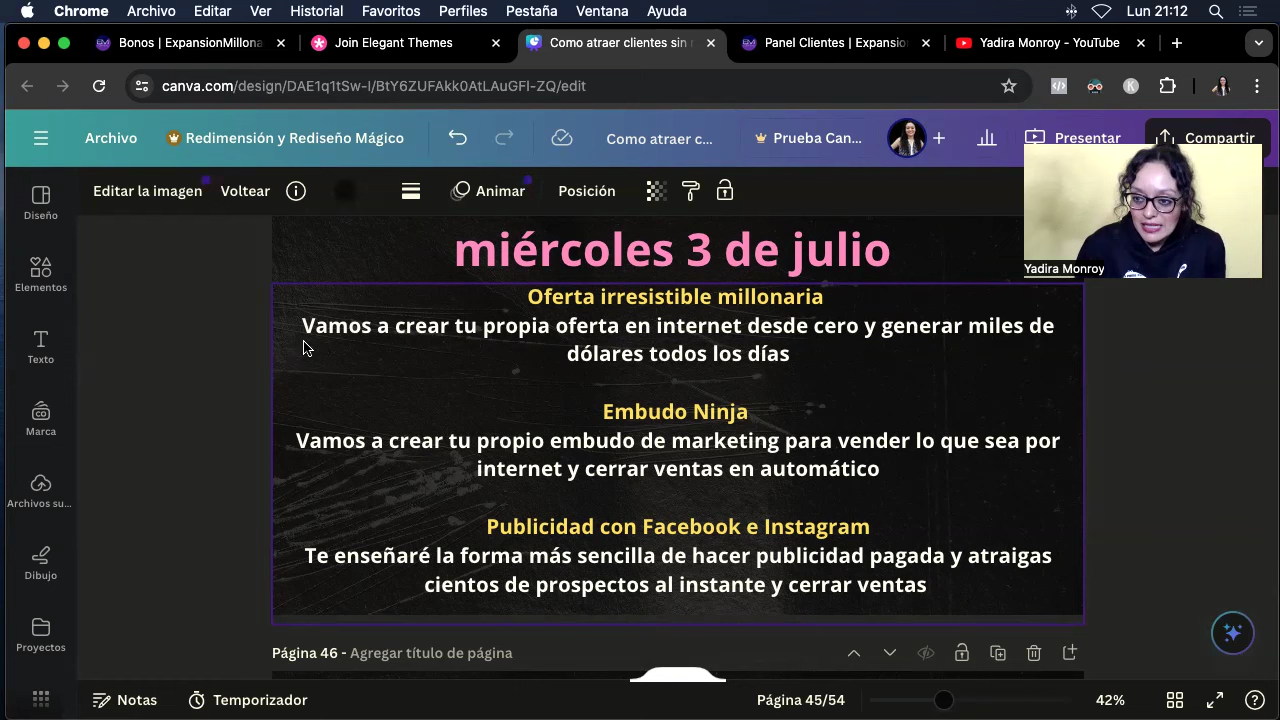 Chrome Archivo Editar Ver Historial Favoritos Perfiles Pestaña Ventana Ayuda Lun 21:12
Bonos | ExpansionMillona Join Elegant Themes Como atraer clientes sin Panel Clientes | Expansio Yadira Monroy - YouTube
canva.com/design/DAE1q1tSw-I/BtY6ZUFAkk0AtLAuGFI-ZQ/edit
Archivo Redimensión y Rediseño Mágico Como atraer c... Prueba Can... Presentar Compartir
Editar la imagen Voltear Animar Posición
Diseño
Elementos
Texto
Marca
Archivos su...
Dibujo
Proyectos
miércoles 3 de julio
Yadira Monroy
Oferta irresistible millonaria
Vamos a crear tu propia oferta en internet desde cero y generar miles de
dólares todos los días
Embudo Ninja
Vamos a crear tu propio embudo de marketing para vender lo que sea por
internet y cerrar ventas en automático
Publicidad con Facebook e Instagram
Te enseñaré la forma más sencilla de hacer publicidad pagada y atraigas
cientos de prospectos al instante y cerrar ventas
Página 46 - Agregar título de página
Notas Temporizador Página 45/54 42%